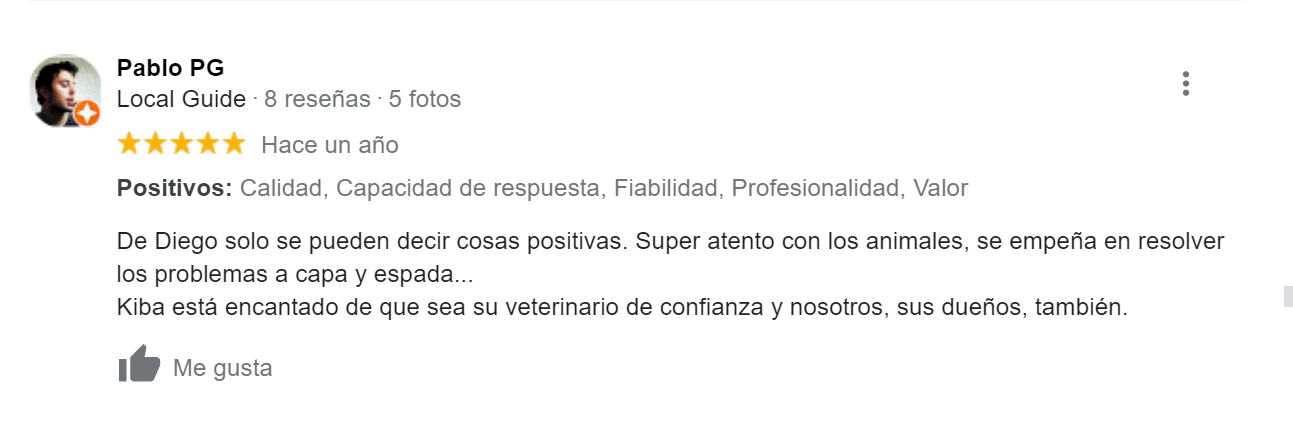 Pablo PG
Local Guide · 8 reseñas · 5 fotos
Hace un año
Positivos: Calidad, Capacidad de respuesta, Fiabilidad, Profesionalidad, Valor
De Diego solo se pueden decir cosas positivas. Super atento con los animales, se empeña en resolver
los problemas a capa y espada...
Kiba está encantado de que sea su veterinario de confianza y nosotros, sus dueños, también.
Me gusta